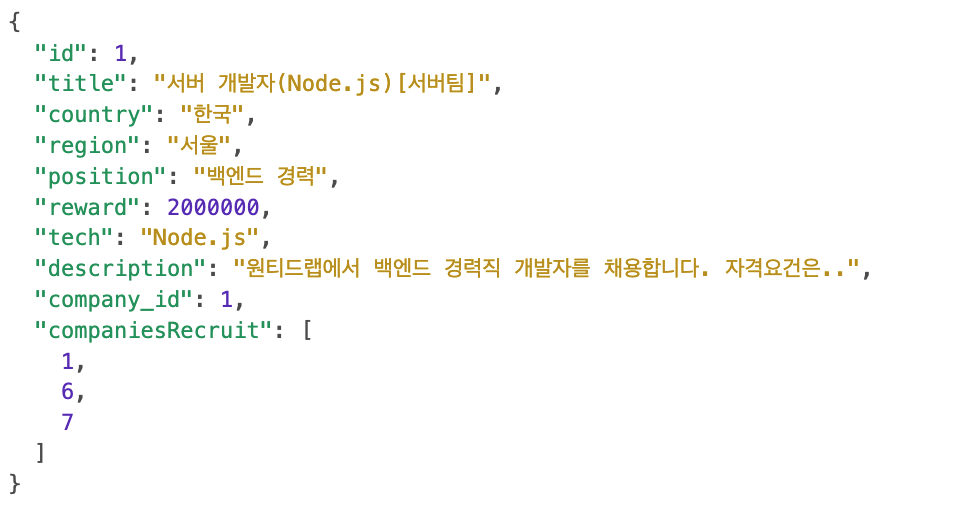 {
  "id": 1,
  "title": "서버 개발자(Node.js)[서버팀]",
  "country": "한국",
  "region": "서울",
  "position": "백엔드 경력",
  "reward": 2000000,
  "tech": "Node.js",
  "description": "원티드랩에서 백엔드 경력직 개발자를 채용합니다. 자격요건은..",
  "company_id": 1,
  "companiesRecruit": [
    1,
    6,
    7
  ]
}